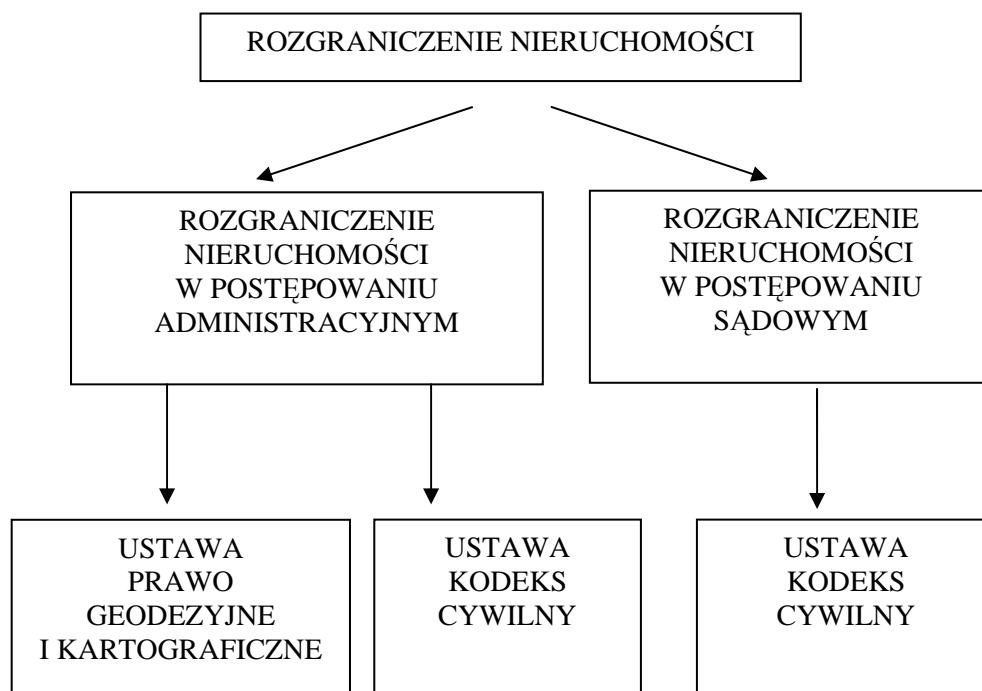 ROZGRANICZENIE NIERUCHOMOŚCI
ROZGRANICZENIE
NIERUCHOMOŚCI
W POSTĘPOWANIU
ADMINISTRACYJNYM
ROZGRANICZENIE
NIERUCHOMOŚCI
W POSTĘPOWANIU
SĄDOWYM
USTAWA
PRAWO
GEODEZYJNE
I KARTOGRAFICZNE
USTAWA
KODEKS
CYWILNY
USTAWA
KODEKS
CYWILNY